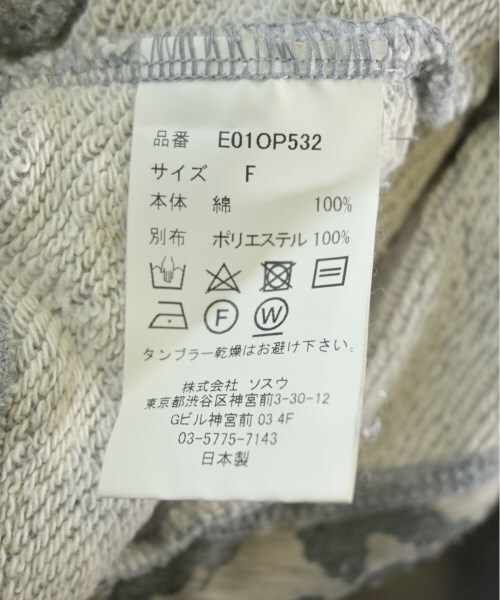 品番 E01OP532
サイズ F
本体 綿 100%
別布 ポリエステル 100%
F W
タンブラー乾燥はお避け下さい。
株式会社 ソスウ
東京都渋谷区神宮前3-30-12
Gビル神宮前 03 4F
03-5775-7143
日本製